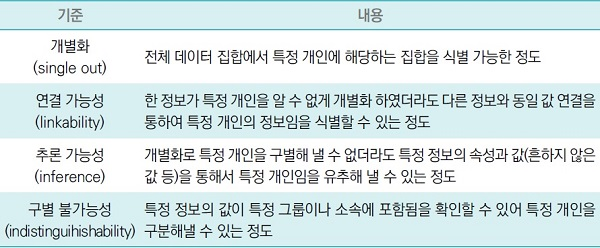 기준 내용
개별화
(single out)
전체 데이터 집합에서 특정 개인에 해당하는 집합을 식별 가능한 정도
연결 가능성
(linkability)
한 정보가 특정 개인을 알 수 없게 개별화 하였더라도 다른 정보와 동일 값 연결을
통하여 특정 개인의 정보임을 식별할 수 있는 정도
추론 가능성
(inference)
개별화로 특정 개인을 구별해 낼 수 없더라도 특정 정보의 속성과 값(흔하지 않은
값 등)을 통해서 특정 개인임을 유추해 낼 수 있는 정도
구별 불가능성
(indistinguihishability)
특정 정보의 값이 특정 그룹이나 소속에 포함됨을 확인할 수 있어 특정 개인을
구분해낼 수 있는 정도